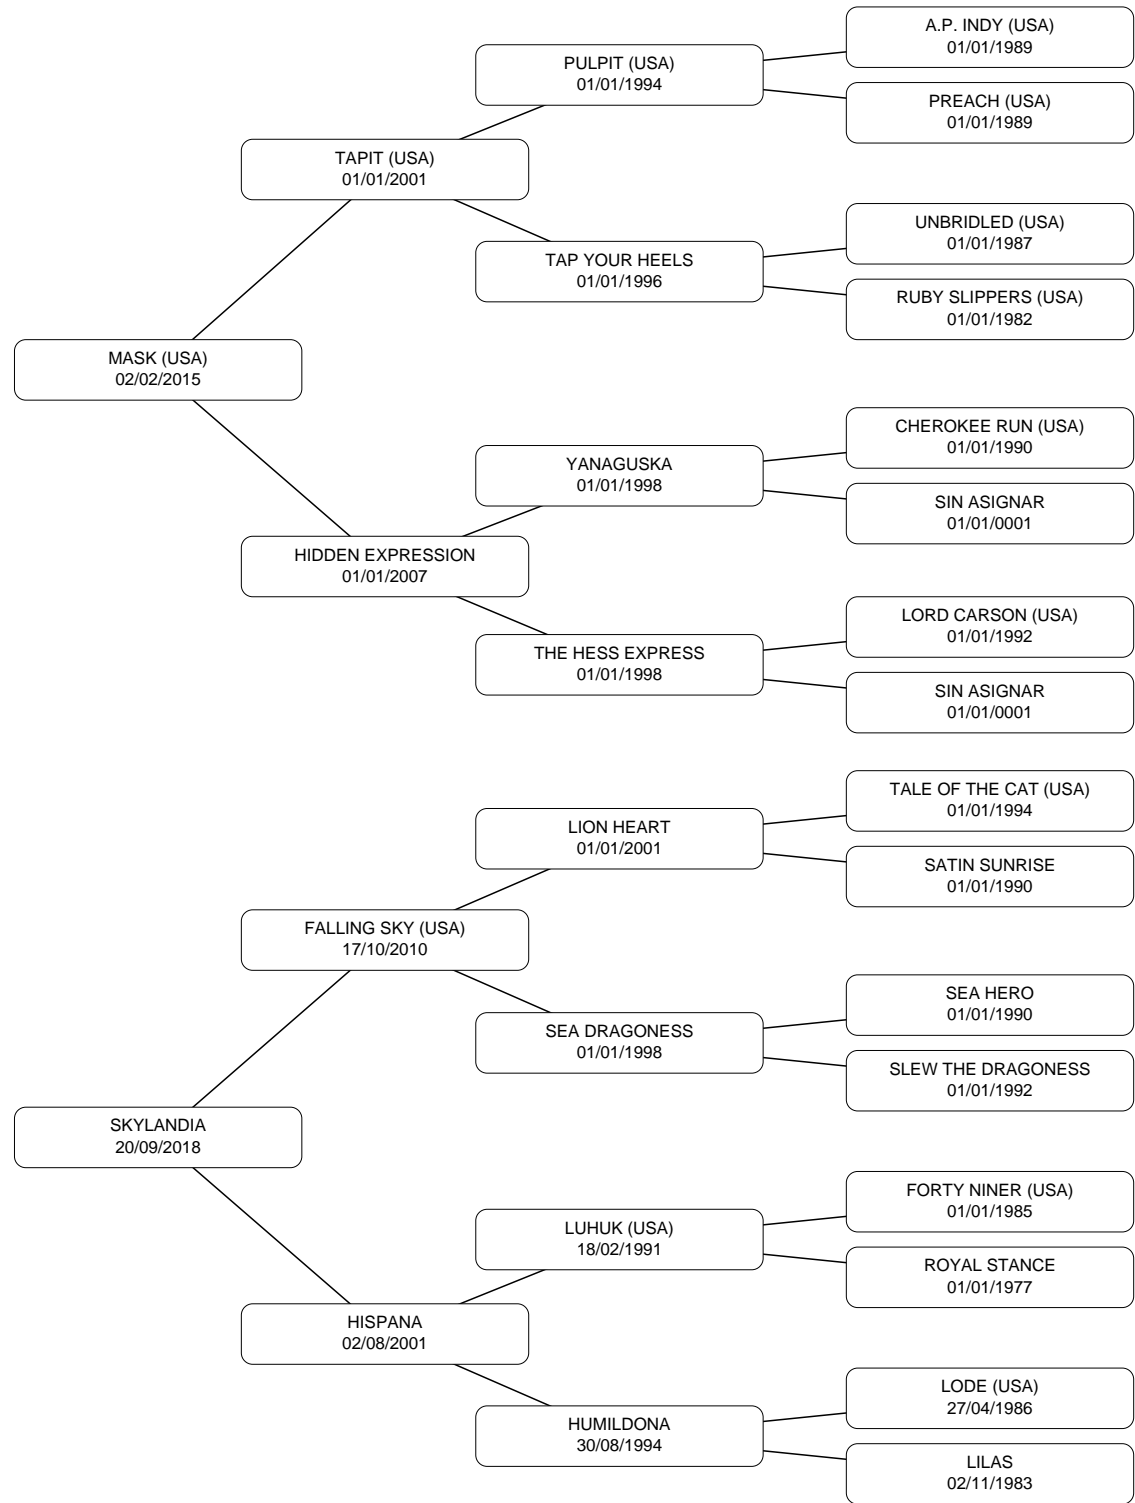 A.P. INDY (USA)
01/01/1989
PULPIT (USA)
01/01/1994
PREACH (USA)
01/01/1989
TAPIT (USA)
01/01/2001
UNBRIDLED (USA)
01/01/1987
TAP YOUR HEELS
01/01/1996
RUBY SLIPPERS (USA)
01/01/1982
MASK (USA)
02/02/2015
CHEROKEE RUN (USA)
01/01/1990
YANAGUSKA
01/01/1998
SIN ASIGNAR
01/01/0001
HIDDEN EXPRESSION
01/01/2007
LORD CARSON (USA)
01/01/1992
THE HESS EXPRESS
01/01/1998
SIN ASIGNAR
01/01/0001
TALE OF THE CAT (USA)
01/01/1994
LION HEART
01/01/2001
SATIN SUNRISE
01/01/1990
FALLING SKY (USA)
17/10/2010
SEA HERO
01/01/1990
SEA DRAGONESS
01/01/1998
SLEW THE DRAGONESS
01/01/1992
SKYLANDIA
20/09/2018
FORTY NINER (USA)
01/01/1985
LUHUK (USA)
18/02/1991
ROYAL STANCE
01/01/1977
HISPANA
02/08/2001
LODE (USA)
27/04/1986
HUMILDONA
30/08/1994
LILAS
02/11/1983